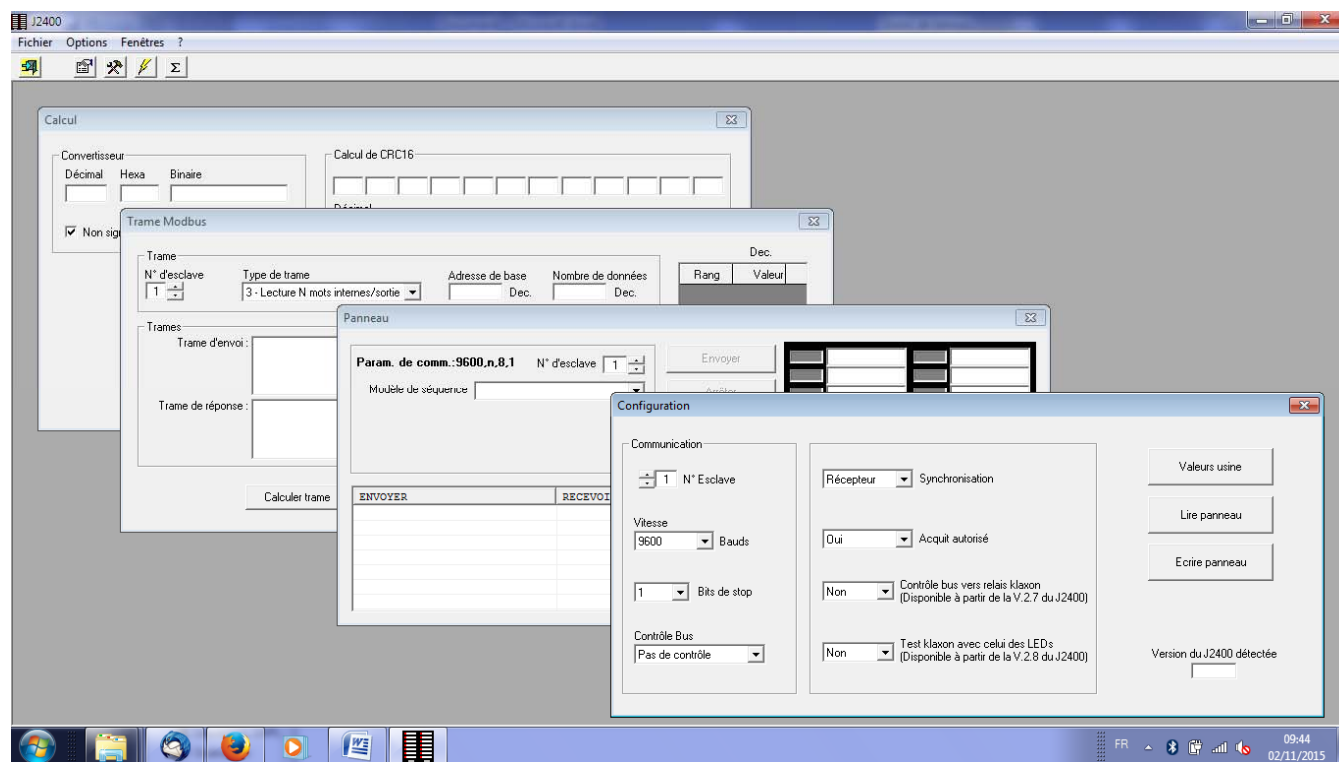 J2400
Fichier Options Fenêtres ?
Σ
Calcul
Convertisseur
Décimal Hexa Binaire
Calcul de CRC16
Non sig
Trame Modbus
Trame
N° d'esclave
1
Type de trame
3 - Lecture N mots internes/sortie
Adresse de base
Dec.
Nombre de données
Dec.
Dec.
Rang Valeur
Trames
Trame d'envoi :
Trame de réponse :
Calculer trame
Panneau
Param. de comm.:9600,n,8,1 N° d'esclave 1
Modèle de séquence
Envoyer
ENVOYER RECEVOI
Configuration
Communication
1 N° Esclave
Vitesse
9600 Bauds
1 Bits de stop
Contrôle Bus
Pas de contrôle
Récepteur Synchronisation
Oui Acquit autorisé
Non Contrôle bus vers relais klaxon
(Disponible à partir de la V.2.7 du J2400)
Non Test klaxon avec celui des LEDs
(Disponible à partir de la V.2.8 du J2400)
Valeurs usine
Lire panneau
Ecrire panneau
Version du J2400 détectée
FR
09:44
02/11/2015